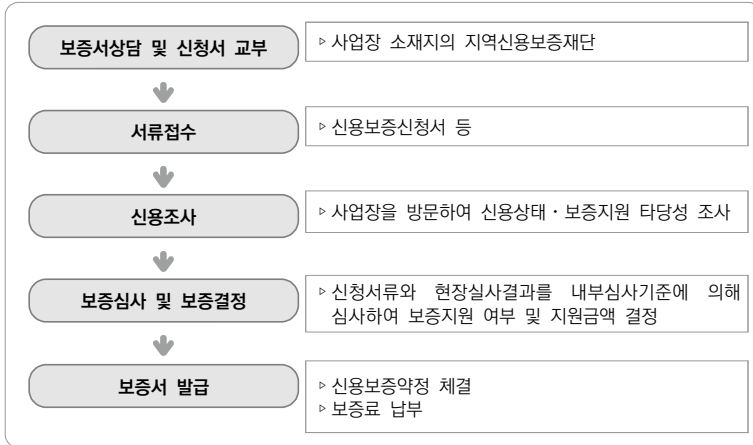 보증서상담 및 신청서 교부
▹사업장 소재지의 지역신용보증재단
서류접수
▹신용보증신청서 등
신용조사
▹사업장을 방문하여 신용상태・보증지원 타당성 조사
보증심사 및 보증결정
▹신청서류와 현장실사결과를 내부심사기준에 의해
심사하여 보증지원 여부 및 지원금액 결정
보증서 발급
▹신용보증약정 체결
▹보증료 납부